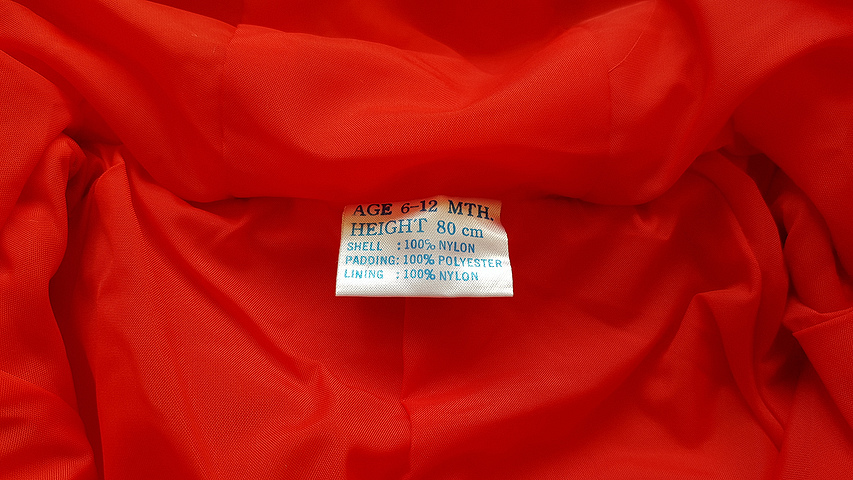 AGE 6-12 MTH.
HEIGHT 80 cm
SHELL : 100% NYLON
PADDING: 100% POLYESTER
LINING : 100% NYLON